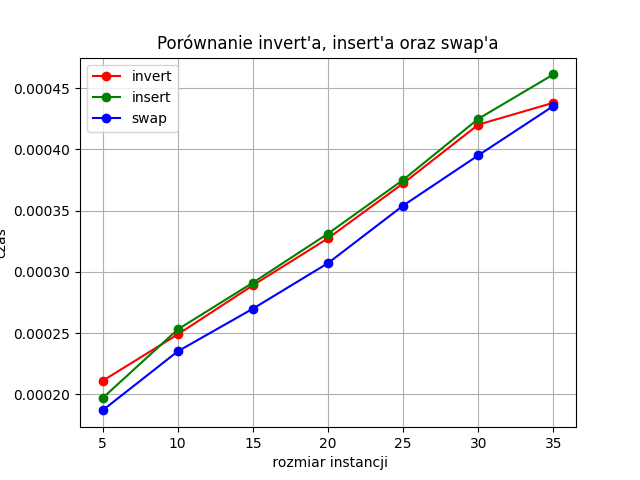 Porównanie invert'a, insert'a oraz swap'a
invert
insert
swap
0.00045
0.00040
0.00035
0.00030
0.00025
0.00020
czas
5 10 15 20 25 30 35
rozmiar instancji